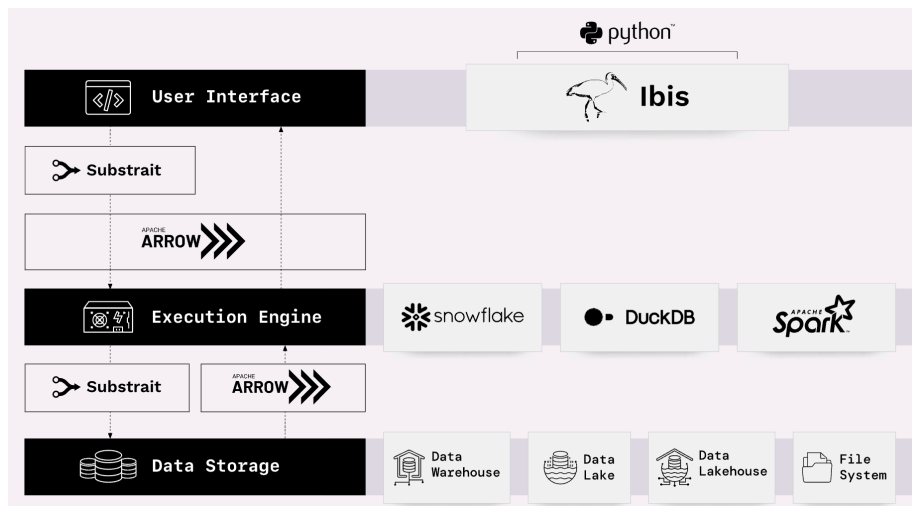 python™
User Interface
Ibis
Substrait
APACHE
ARROW
Execution Engine
snowflake
DuckDB
APACHE
Spark™
Substrait
APACHE
ARROW
Data Storage
Data
Warehouse
Data
Lake
Data
Lakehouse
File
System